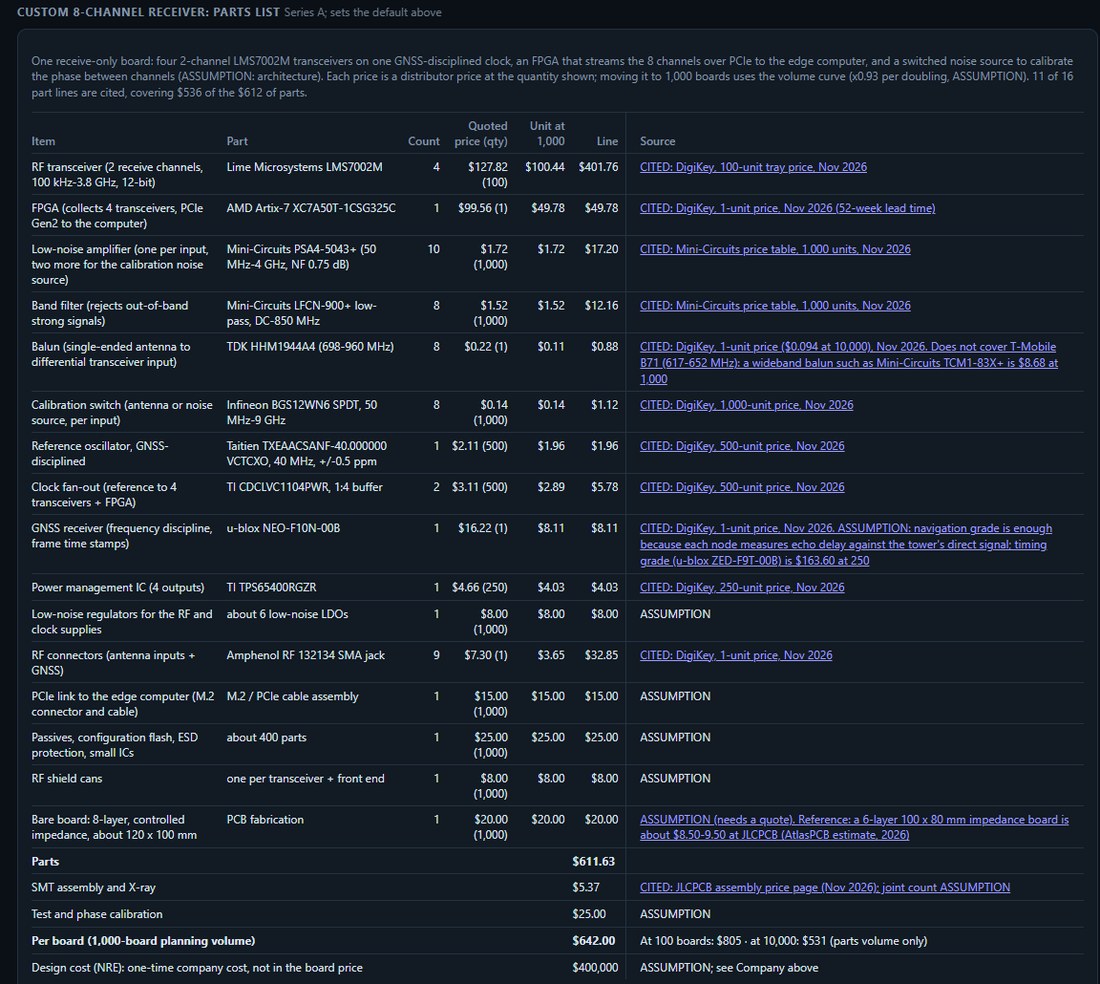 CUSTOM 8-CHANNEL RECEIVER: PARTS LIST Series A; sets the default above
One receive-only board: four 2-channel LMS7002M transceivers on one GNSS-disciplined clock, an FPGA that streams the 8 channels over PCIe to the edge computer, and a switched noise source to calibrate
the phase between channels (ASSUMPTION: architecture). Each price is a distributor price at the quantity shown; moving it to 1,000 boards uses the volume curve (x0.93 per doubling, ASSUMPTION). 11 of 16
part lines are cited, covering $536 of the $612 of parts.
Quoted Unit at
Item Part Count price (qty) 1,000 Line Source
RF transceiver (2 receive channels, Lime Microsystems LMS7002M 4 $127.82 $100.44 $401.76 CITED: DigiKey, 100-unit tray price, Nov 2026
100 kHz-3.8 GHz, 12-bit) (100)
FPGA (collects 4 transceivers, PCIe AMD Artix-7 XC7A50T-1CSG325C 1 $99.56 (1) $49.78 $49.78 CITED: DigiKey, 1-unit price, Nov 2026 (52-week lead time)
Gen2 to the computer)
Low-noise amplifier (one per input, Mini-Circuits PSA4-5043+ (50 10 $1.72 $1.72 $17.20 CITED: Mini-Circuits price table, 1,000 units, Nov 2026
two more for the calibration noise MHz-4 GHz, NF 0.75 dB) (1,000)
source)
Band filter (rejects out-of-band Mini-Circuits LFCN-900+ low- 8 $1.52 $1.52 $12.16 CITED: Mini-Circuits price table, 1,000 units, Nov 2026
strong signals) pass, DC-850 MHz (1,000)
Balun (single-ended antenna to TDK HHM1944A4 (698-960 MHz) 8 $0.22 (1) $0.11 $0.88 CITED: DigiKey, 1-unit price ($0.094 at 10,000), Nov 2026. Does not cover T-Mobile
differential transceiver input) B71 (617-652 MHz): a wideband balun such as Mini-Circuits TCM1-83X+ is $8.68 at
1,000
Calibration switch (antenna or noise Infineon BGS12WN6 SPDT, 50 8 $0.14 $0.14 $1.12 CITED: DigiKey, 1,000-unit price, Nov 2026
source, per input) MHz-9 GHz (1,000)
Reference oscillator, GNSS- Taitien TXEAACSANF-40.000000 1 $2.11 (500) $1.96 $1.96 CITED: DigiKey, 500-unit price, Nov 2026
disciplined VCTCXO, 40 MHz, +/-0.5 ppm
Clock fan-out (reference to 4 TI CDCLVC1104PWR, 1:4 buffer 2 $3.11 (500) $2.89 $5.78 CITED: DigiKey, 500-unit price, Nov 2026
transceivers + FPGA)
GNSS receiver (frequency discipline, u-blox NEO-F10N-00B 1 $16.22 (1) $8.11 $8.11 CITED: DigiKey, 1-unit price, Nov 2026. ASSUMPTION: navigation grade is enough
frame time stamps) because each node measures echo delay against the tower's direct signal; timing
grade (u-blox ZED-F9T-00B) is $163.60 at 250
Power management IC (4 outputs) TI TPS65400RGZR 1 $4.66 (250) $4.03 $4.03 CITED: DigiKey, 250-unit price, Nov 2026
Low-noise regulators for the RF and about 6 low-noise LDOs 1 $8.00 $8.00 $8.00 ASSUMPTION
clock supplies (1,000)
RF connectors (antenna inputs + Amphenol RF 132134 SMA jack 9 $7.30 (1) $3.65 $32.85 CITED: DigiKey, 1-unit price, Nov 2026
GNSS)
PCIe link to the edge computer (M.2 M.2 / PCIe cable assembly 1 $15.00 $15.00 $15.00 ASSUMPTION
connector and cable) (1,000)
Passives, configuration flash, ESD about 400 parts 1 $25.00 $25.00 $25.00 ASSUMPTION
protection, small ICs (1,000)
RF shield cans one per transceiver + front end 1 $8.00 $8.00 $8.00 ASSUMPTION
(1,000)
Bare board: 8-layer, controlled PCB fabrication 1 $20.00 $20.00 $20.00 ASSUMPTION (needs a quote). Reference: a 6-layer 100 x 80 mm impedance board is
impedance, about 120 x 100 mm (1,000) about $8.50-9.50 at JLCPCB (AtlasPCB estimate, 2026)
Parts $611.63
SMT assembly and X-ray $5.37 CITED: JLCPCB assembly price page (Nov 2026); joint count ASSUMPTION
Test and phase calibration $25.00 ASSUMPTION
Per board (1,000-board planning volume) $642.00 At 100 boards: $805 · at 10,000: $531 (parts volume only)
Design cost (NRE): one-time company cost, not in the board price $400,000 ASSUMPTION; see Company above